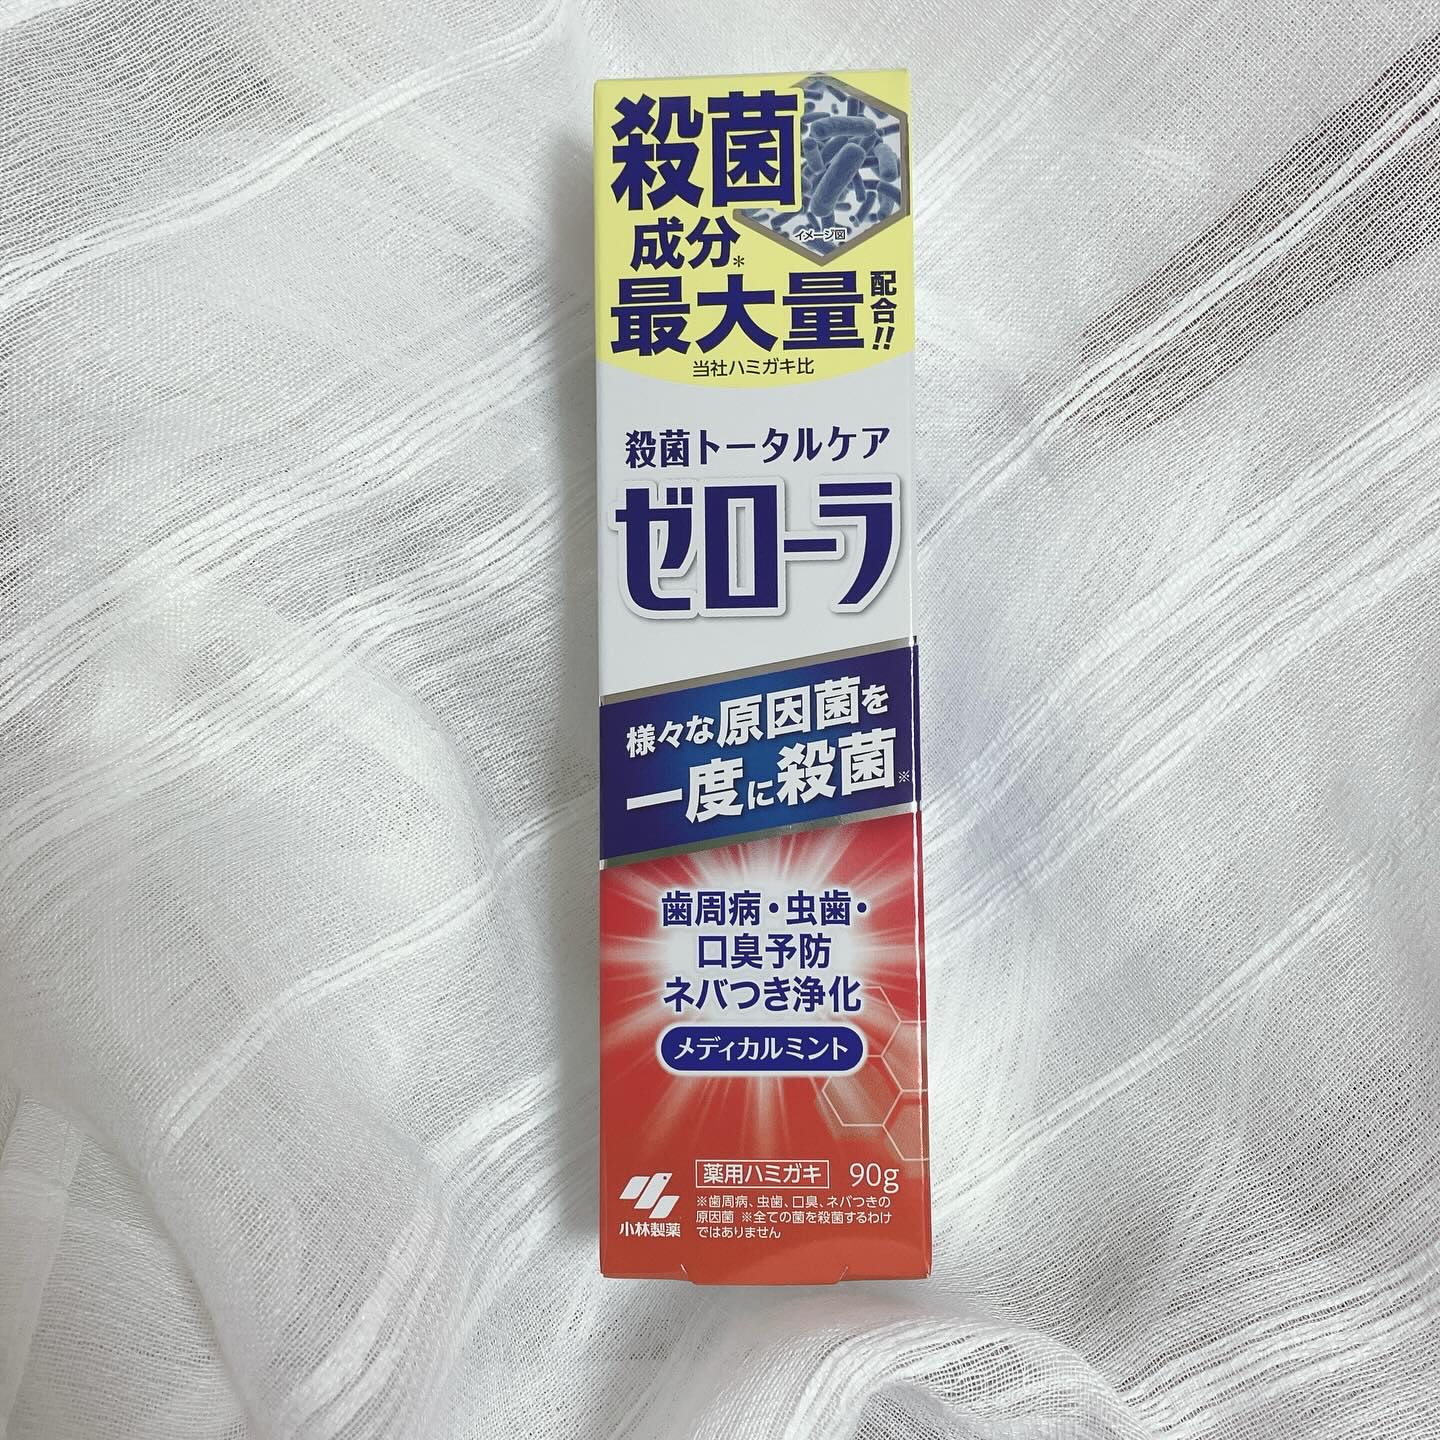 殺菌
イメージ図
成分*
最大量配合!!
当社ハミガキ比
殺菌トータルケア
ゼローラ
様々な原因菌を
一度に殺菌※
歯周病・虫歯・
口臭予防
ネバつき浄化
メディカルミント
薬用ハミガキ 90g
※歯周病、虫歯、口臭、ネバつきの
原因菌 ※全ての菌を殺菌するわけ
ではありません
小林製薬